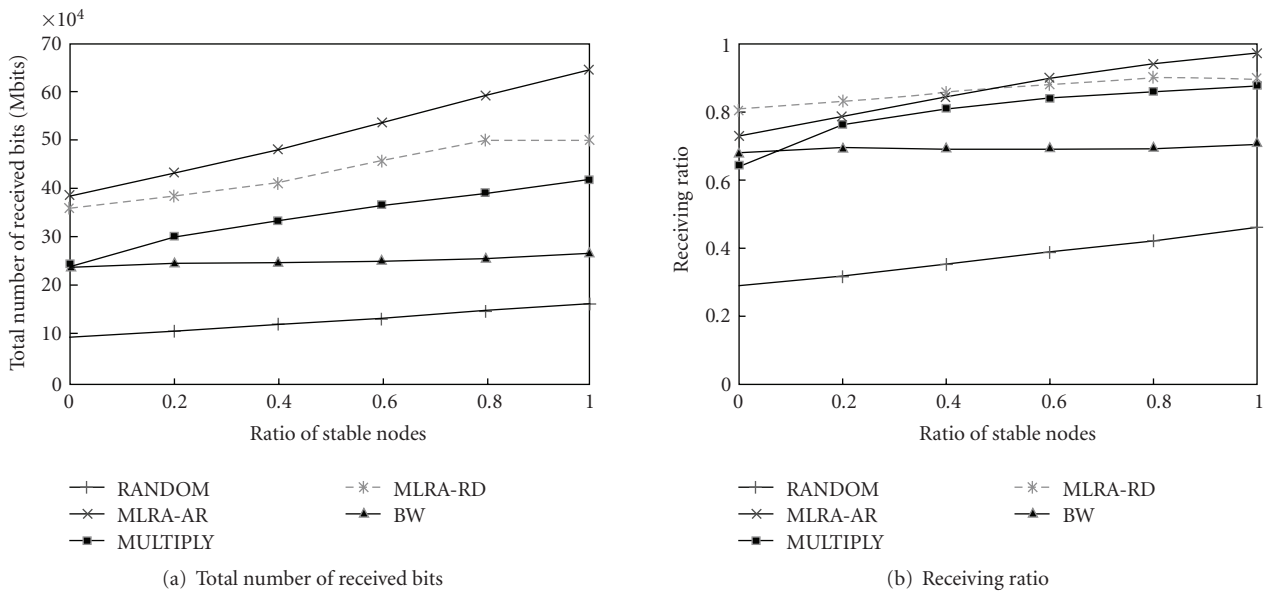 ×10⁴
70
60
50
40
30
20
10
0
Total number of received bits (Mbits)
0 0.2 0.4 0.6 0.8 1
Ratio of stable nodes
RANDOM
MLRA-AR
MULTIPLY
MLRA-RD
BW
(a) Total number of received bits
1
0.8
0.6
0.4
0.2
0
Receiving ratio
0 0.2 0.4 0.6 0.8 1
Ratio of stable nodes
RANDOM
MLRA-AR
MULTIPLY
MLRA-RD
BW
(b) Receiving ratio